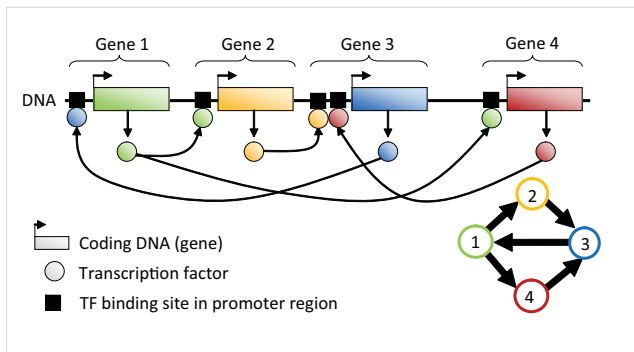 Gene 1 Gene 2 Gene 3 Gene 4
DNA
Coding DNA (gene)
Transcription factor
TF binding site in promoter region
2
1
3
4